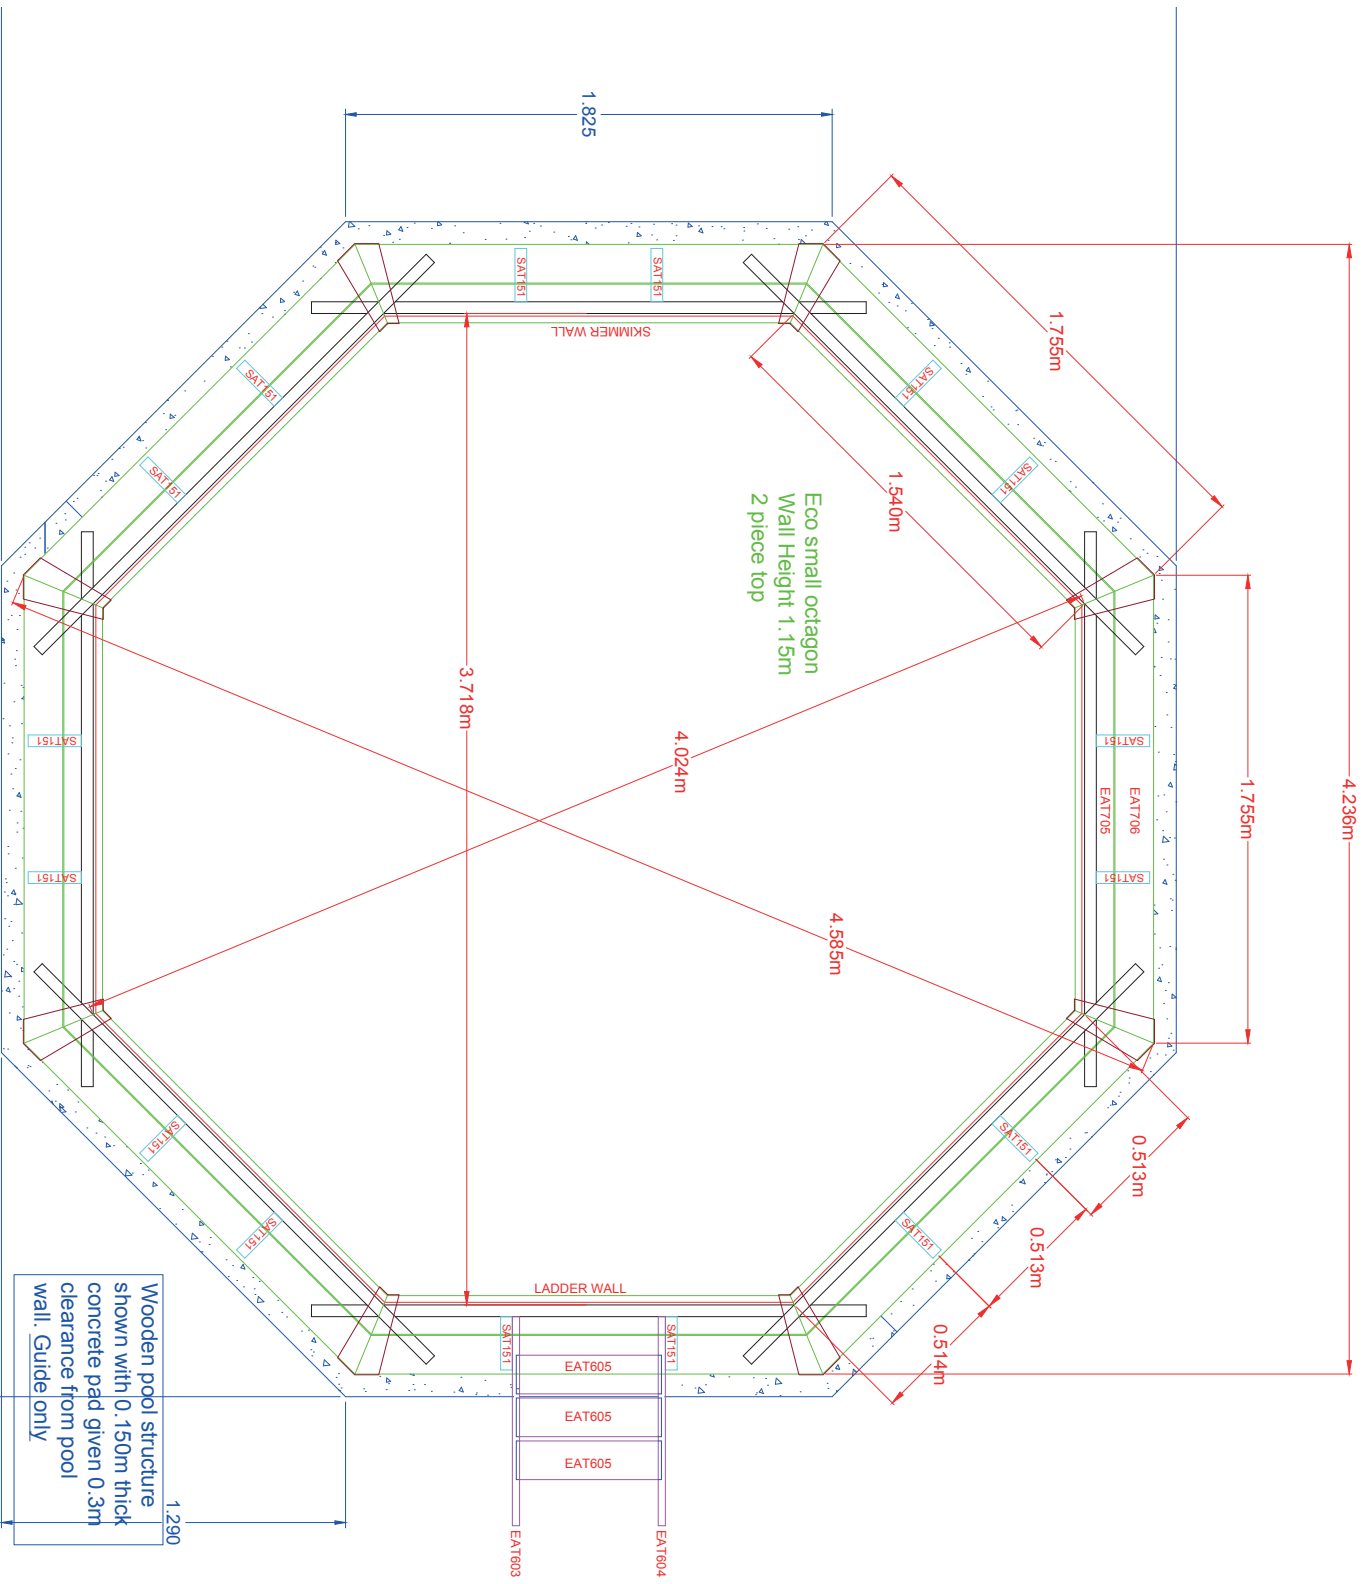 4.236m
1.755m
1.755m
1.825
SAT151
SAT151
SKIMMER WALL
SAT151
SAT151
SAT151
SAT151
1.540m
Eco small octagon
Wall Height 1.15m
2 piece top
3.718m
4.024m
4.585m
SAT151
SAT151
EAT705
EAT706
SAT151
SAT151
SAT151
SAT151
SAT151
SAT151
0.513m
0.513m
0.514m
LADDER WALL
SAT151
SAT151
EAT605
EAT605
EAT605
EAT603
EAT604
1.290
Wooden pool structure
shown with 0.150m thick
concrete pad given 0.3m
clearance from pool
wall. Guide only